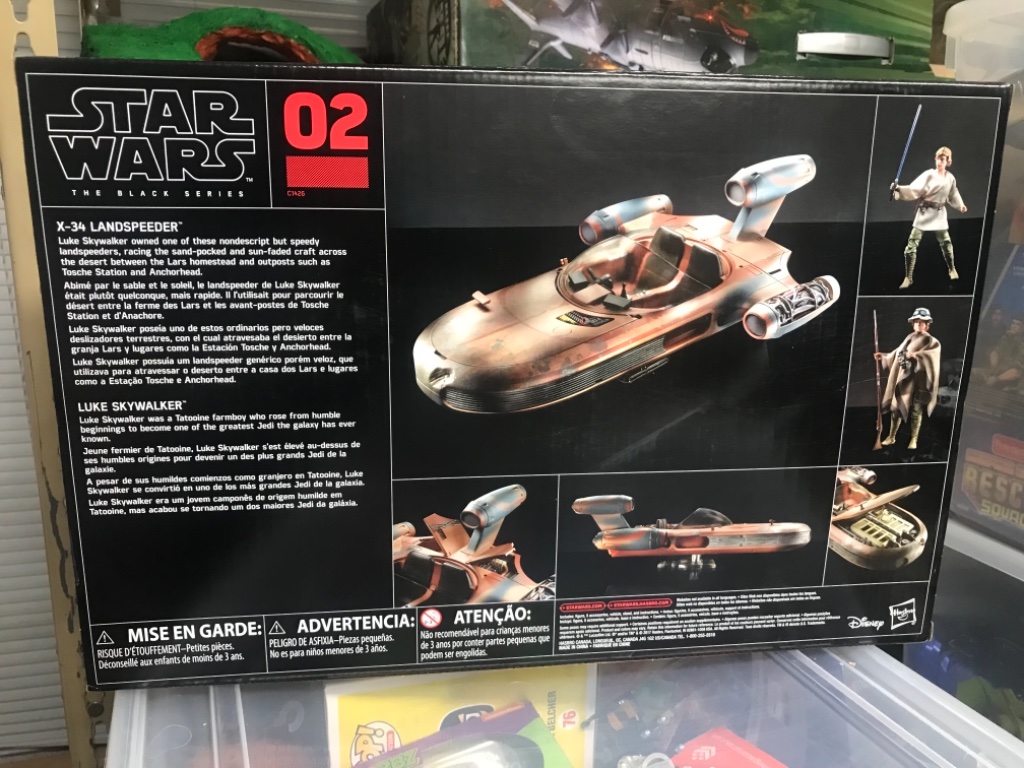 STAR
WARS™
THE BLACK SERIES
02
C1426
X-34 LANDSPEEDER™
Luke Skywalker owned one of these nondescript but speedy
landspeeders, racing the sand-pocked and sun-faded craft across
the desert between the Lars homestead and outposts such as
Tosche Station and Anchorhead.
Abimé par le sable et le soleil, le landspeeder de Luke Skywalker
était plutôt quelconque, mais rapide. Il l'utilisait pour parcourir le
désert entre la ferme des Lars et les avant-postes de Tosche
Station et d'Anachore.
Luke Skywalker poseía uno de estos ordinarios pero veloces
deslizadores terrestres, con el cual atravesaba el desierto entre la
granja Lars y lugares como la Estación Tosche y Anchorhead.
Luke Skywalker possuía um landspeeder genérico porém veloz, que
utilizava para atravessar o deserto entre a casa dos Lars e lugares
como a Estação Tosche e Anchorhead.
LUKE SKYWALKER™
Luke Skywalker was a Tatooine farmboy who rose from humble
beginnings to become one of the greatest Jedi the galaxy has ever
known.
Jeune fermier de Tatooine, Luke Skywalker s'est élevé au-dessus de
ses humbles origines pour devenir un des plus grands Jedi de la
galaxie.
A pesar de sus humildes comienzos como granjero en Tatooine, Luke
Skywalker se convirtió en uno de los más grandes Jedi de la galaxia.
Luke Skywalker era um jovem camponês de origem humilde em
Tatooine, mas acabou se tornando um dos maiores Jedi da galáxia.
MISE EN GARDE:
RISQUE D'ÉTOUFFEMENT–Petites pièces.
Déconseillé aux enfants de moins de 3 ans.
ADVERTENCIA:
PELIGRO DE ASFIXIA–Piezas pequeñas.
No es para niños menores de 3 años.
ATENÇÃO:
Não recomendável para crianças menores
de 3 anos por conter partes pequenas que
podem ser engolidas.
STARWARS.COM
MADE IN CHINA
Disney
Hasbro
RESC
SQUA
BELCHER
76